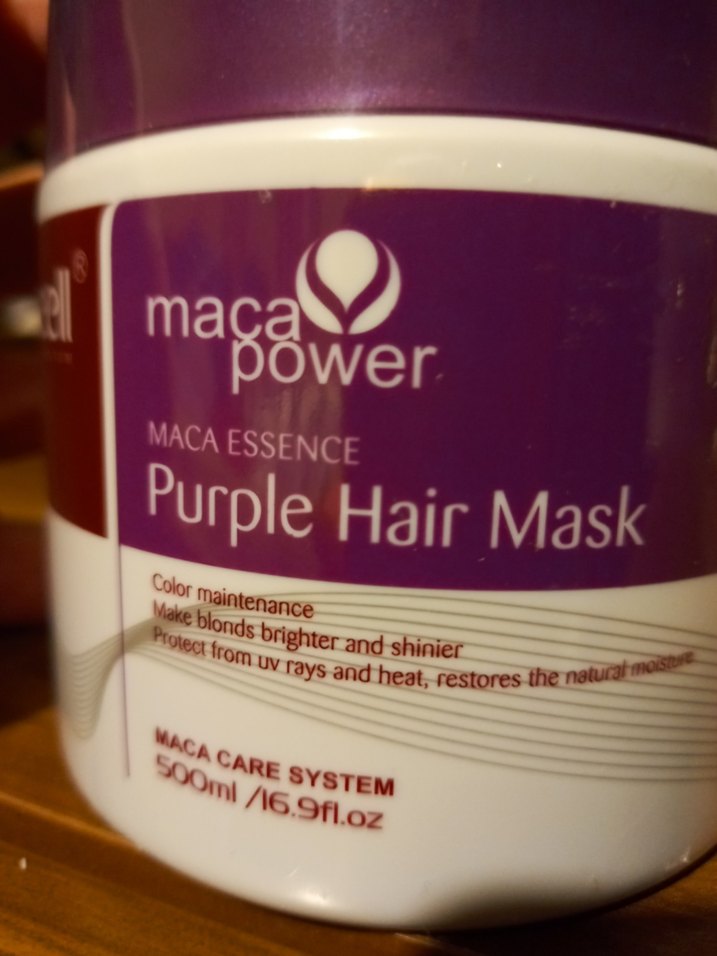 maca
power
MACA ESSENCE
Purple Hair Mask
Color maintenance
Make blonds brighter and shinier
Protect from uv rays and heat, restores the natural moisture
MACA CARE SYSTEM
500ml /16.9fl.oz